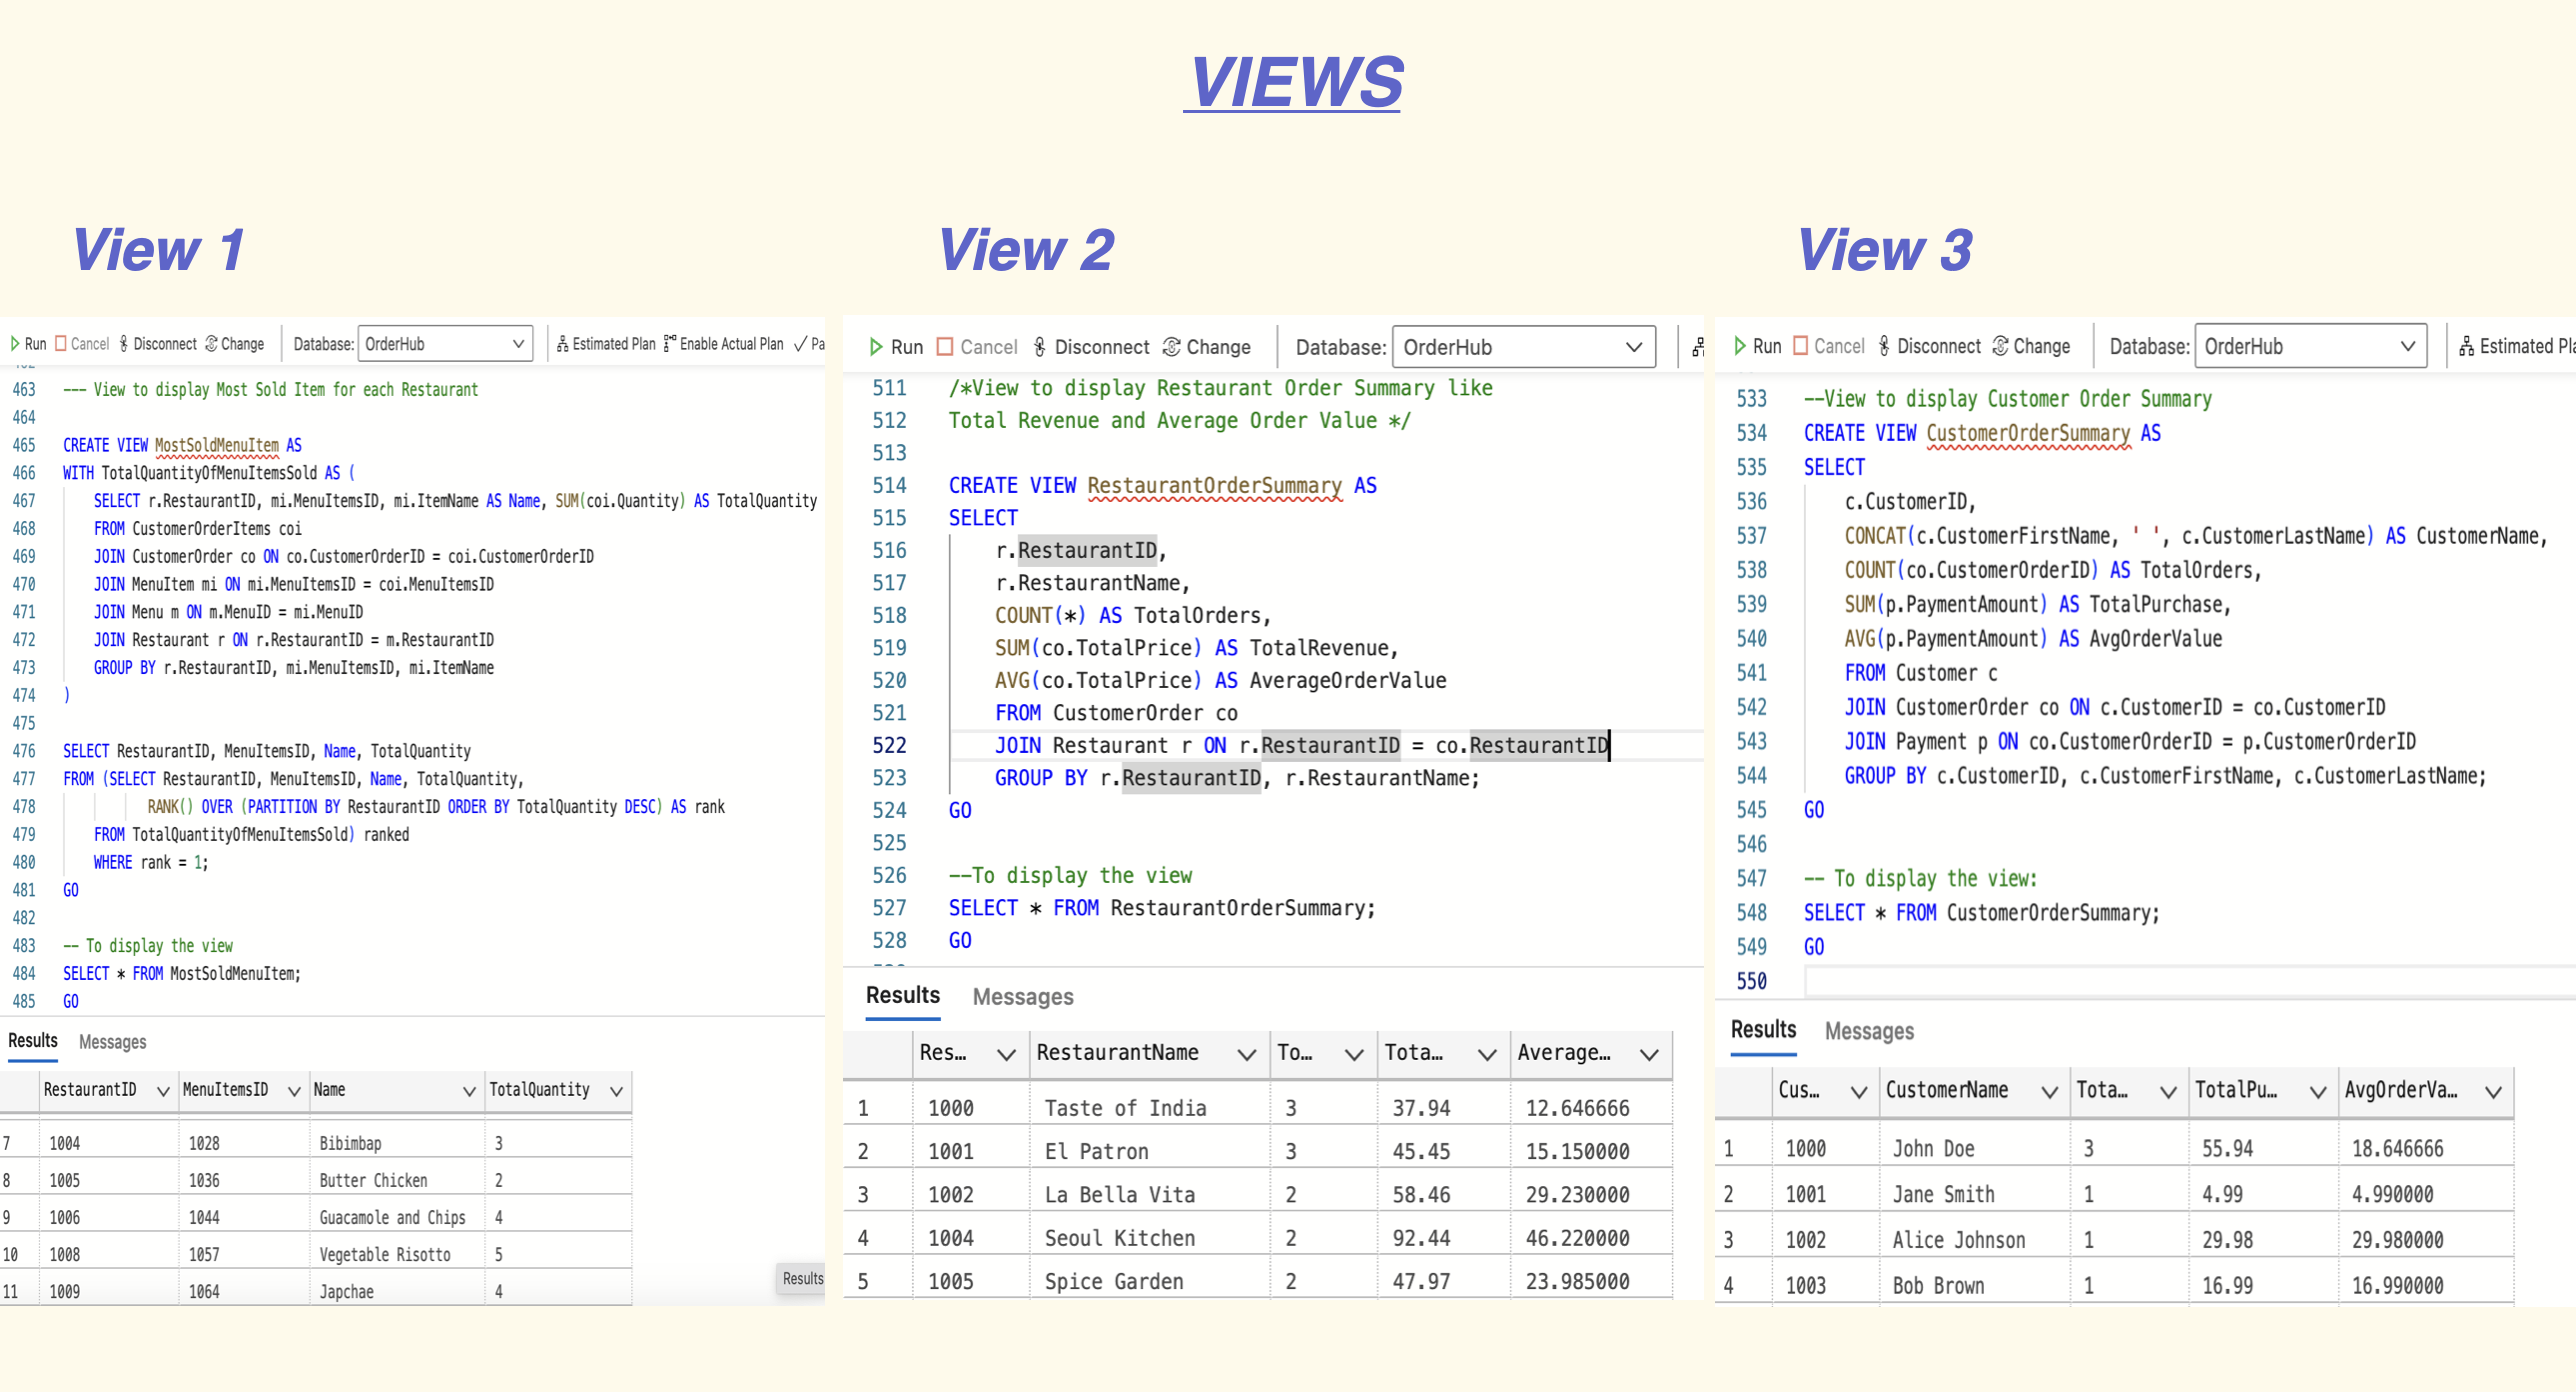 VIEWS
View 1
Run Cancel Disconnect Change Database: OrderHub Estimated Plan Enable Actual Plan
463 --- View to display Most Sold Item for each Restaurant
464
465 CREATE VIEW MostSoldMenuItem AS
466 WITH TotalQuantityOfMenuItemsSold AS (
467 SELECT r.RestaurantID, mi.MenuItemsID, mi.ItemName AS Name, SUM(coi.Quantity) AS TotalQuantity
468 FROM CustomerOrderItems coi
469 JOIN CustomerOrder co ON co.CustomerOrderID = coi.CustomerOrderID
470 JOIN MenuItem mi ON mi.MenuItemsID = coi.MenuItemsID
471 JOIN Menu m ON m.MenuID = mi.MenuID
472 JOIN Restaurant r ON r.RestaurantID = m.RestaurantID
473 GROUP BY r.RestaurantID, mi.MenuItemsID, mi.ItemName
474 )
475
476 SELECT RestaurantID, MenuItemsID, Name, TotalQuantity
477 FROM (SELECT RestaurantID, MenuItemsID, Name, TotalQuantity,
478 RANK() OVER (PARTITION BY RestaurantID ORDER BY TotalQuantity DESC) AS rank
479 FROM TotalQuantityOfMenuItemsSold) ranked
480 WHERE rank = 1;
481 GO
482
483 -- To display the view
484 SELECT * FROM MostSoldMenuItem;
485 GO
Results Messages
RestaurantID MenuItemsID Name TotalQuantity
7 1004 1028 Bibimbap 3
8 1005 1036 Butter Chicken 2
9 1006 1044 Guacamole and Chips 4
10 1008 1057 Vegetable Risotto 5
11 1009 1064 Japchae 4
Results
View 2
Run Cancel Disconnect Change Database: OrderHub
511 /*View to display Restaurant Order Summary like
512 Total Revenue and Average Order Value */
513
514 CREATE VIEW RestaurantOrderSummary AS
515 SELECT
516 r.RestaurantID,
517 r.RestaurantName,
518 COUNT(*) AS TotalOrders,
519 SUM(co.TotalPrice) AS TotalRevenue,
520 AVG(co.TotalPrice) AS AverageOrderValue
521 FROM CustomerOrder co
522 JOIN Restaurant r ON r.RestaurantID = co.RestaurantID
523 GROUP BY r.RestaurantID, r.RestaurantName;
524 GO
525
526 --To display the view
527 SELECT * FROM RestaurantOrderSummary;
528 GO
Results Messages
Res... RestaurantName To... Tota... Average...
1 1000 Taste of India 3 37.94 12.646666
2 1001 El Patron 3 45.45 15.150000
3 1002 La Bella Vita 2 58.46 29.230000
4 1004 Seoul Kitchen 2 92.44 46.220000
5 1005 Spice Garden 2 47.97 23.985000
View 3
Run Cancel Disconnect Change Database: OrderHub Estimated
533 --View to display Customer Order Summary
534 CREATE VIEW CustomerOrderSummary AS
535 SELECT
536 c.CustomerID,
537 CONCAT(c.CustomerFirstName, ' ', c.CustomerLastName) AS CustomerName,
538 COUNT(co.CustomerOrderID) AS TotalOrders,
539 SUM(p.PaymentAmount) AS TotalPurchase,
540 AVG(p.PaymentAmount) AS AvgOrderValue
541 FROM Customer c
542 JOIN CustomerOrder co ON c.CustomerID = co.CustomerID
543 JOIN Payment p ON co.CustomerOrderID = p.CustomerOrderID
544 GROUP BY c.CustomerID, c.CustomerFirstName, c.CustomerLastName;
545 GO
546
547 -- To display the view:
548 SELECT * FROM CustomerOrderSummary;
549 GO
550
Results Messages
Cus... CustomerName Tota... TotalPu... AvgOrderVa...
1 1000 John Doe 3 55.94 18.646666
2 1001 Jane Smith 1 4.99 4.990000
3 1002 Alice Johnson 1 29.98 29.980000
4 1003 Bob Brown 1 16.99 16.990000